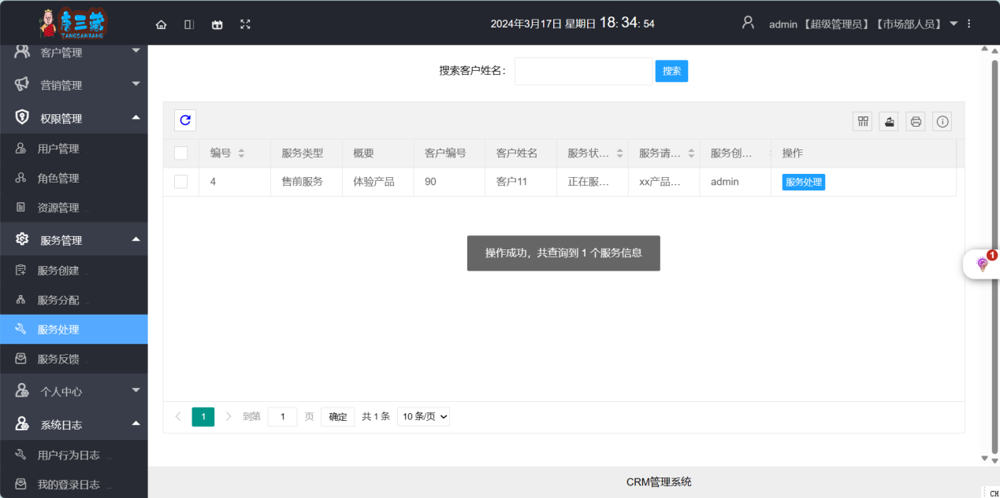 唐三藏
TANGSANZANG
2024年3月17日 星期日 18: 34: 54
admin 【超级管理员】【市场部人员】
客户管理
营销管理
权限管理
用户管理
角色管理
资源管理
服务管理
服务创建
服务分配
服务处理
服务反馈
个人中心
系统日志
用户行为日志
我的登录日志
搜索客户姓名： 搜索
编号 服务类型 概要 客户编号 客户姓名 服务状... 服务请... 服务创... 操作
4 售前服务 体验产品 90 客户11 正在服... xx产品... admin 服务处理
操作成功，共查询到 1 个服务信息
1
1 到第 1 页 确定 共 1 条 10 条/页
CRM管理系统
CH